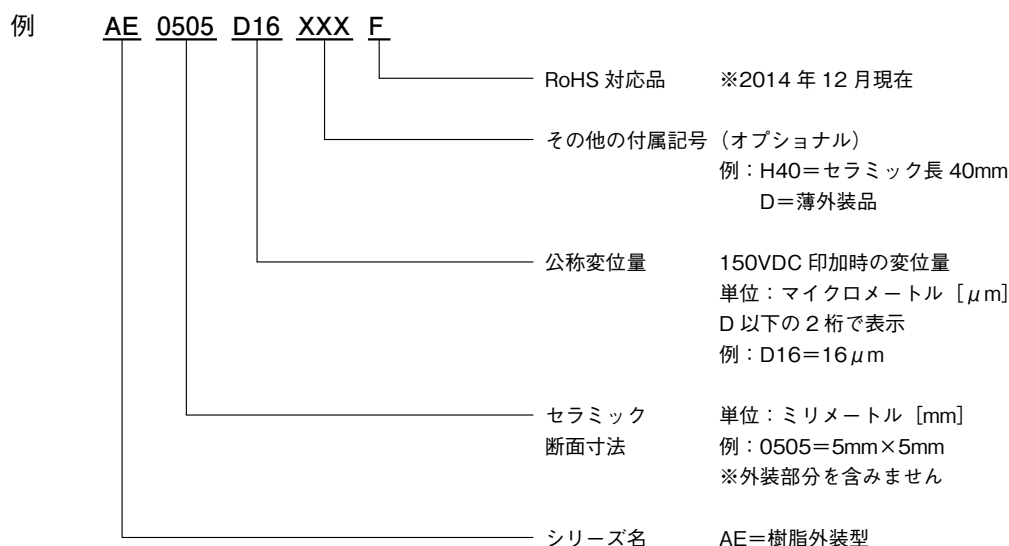 例 AE 0505 D16 XXX F
RoHS 対応品 ※2014 年 12 月現在
その他の付属記号（オプショナル）
例：H40＝セラミック長 40mm
D＝薄外装品
公称変位量 150VDC 印加時の変位量
単位：マイクロメートル［μm］
D 以下の 2 桁で表示
例：D16＝16μm
セラミック 単位：ミリメートル［mm］
断面寸法 例：0505＝5mm×5mm
※外装部分を含みません
シリーズ名 AE＝樹脂外装型